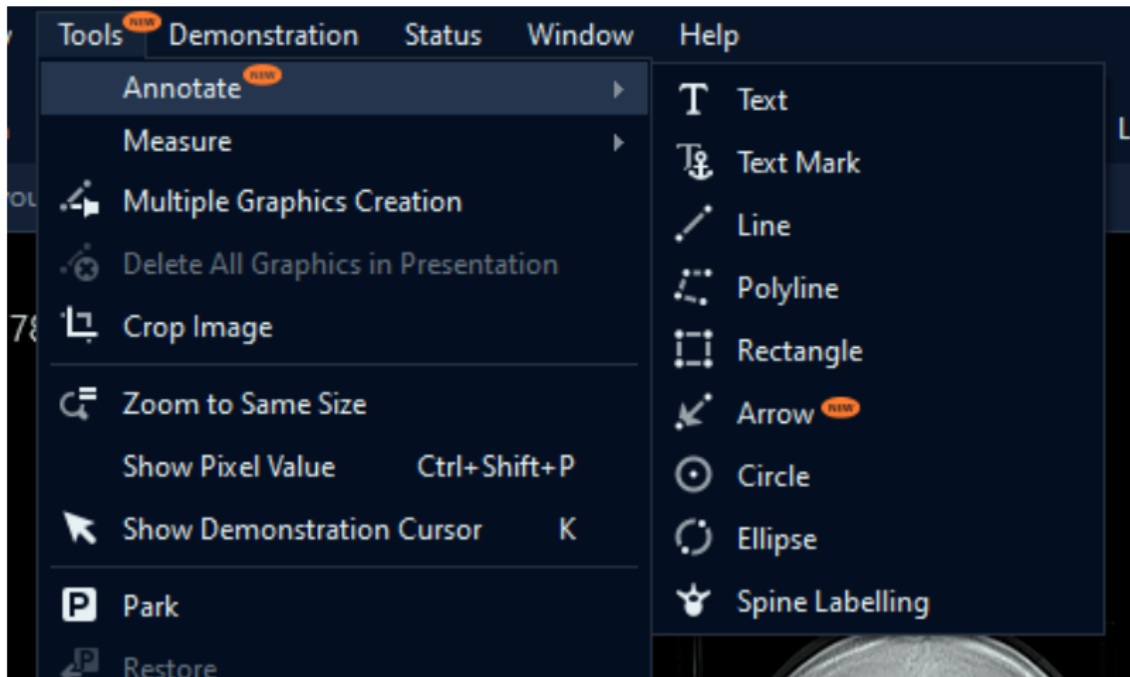 Tools NEW Demonstration Status Window Help
Annotate NEW
Measure
Multiple Graphics Creation
Delete All Graphics in Presentation
Crop Image
Zoom to Same Size
Show Pixel Value Ctrl+Shift+P
Show Demonstration Cursor K
P Park
P Restore
T Text
T Text Mark
Line
Polyline
Rectangle
Arrow NEW
Circle
Ellipse
Spine Labelling
L
you
78